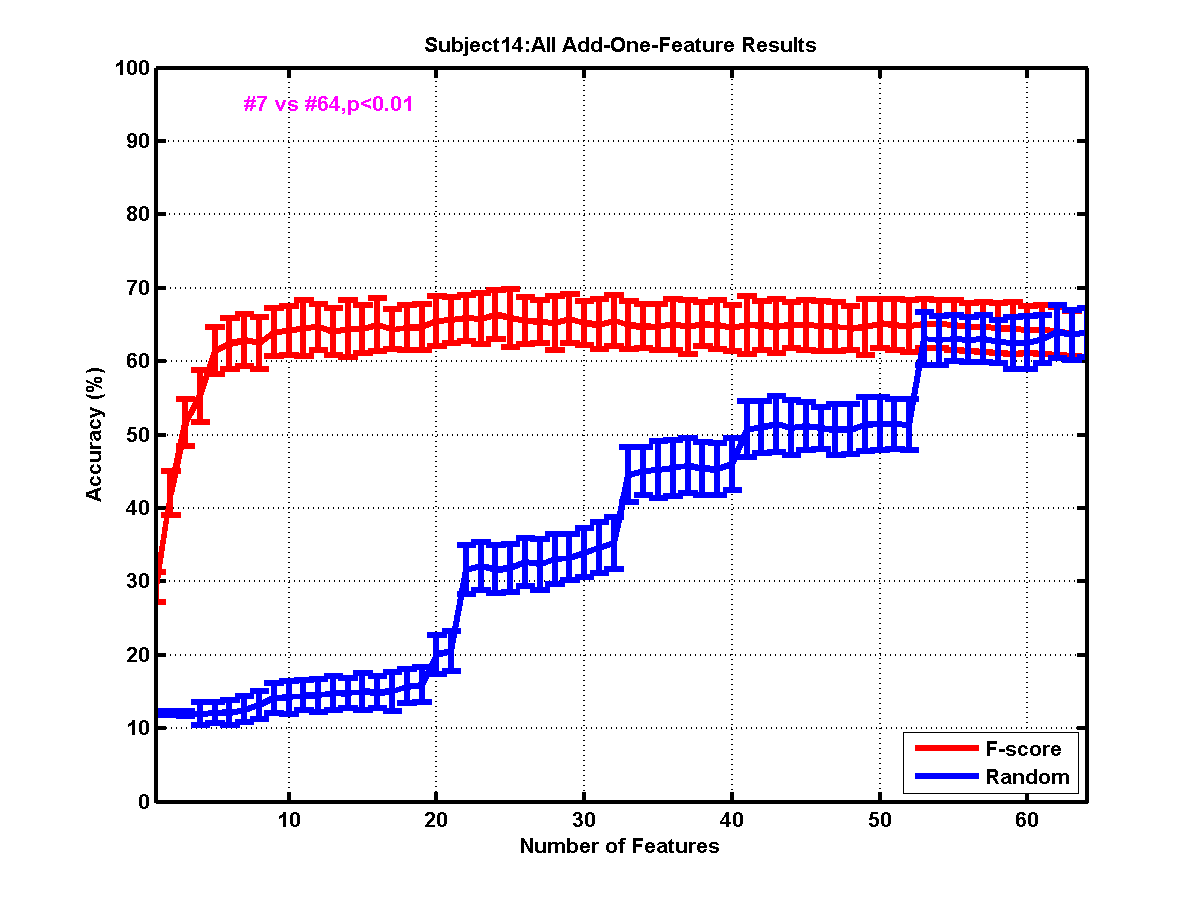 Subject14:All Add-One-Feature Results
#7 vs #64,p<0.01
100
90
80
70
60
50
40
30
20
10
0
Accuracy (%)
10 20 30 40 50 60
Number of Features
F-score
Random